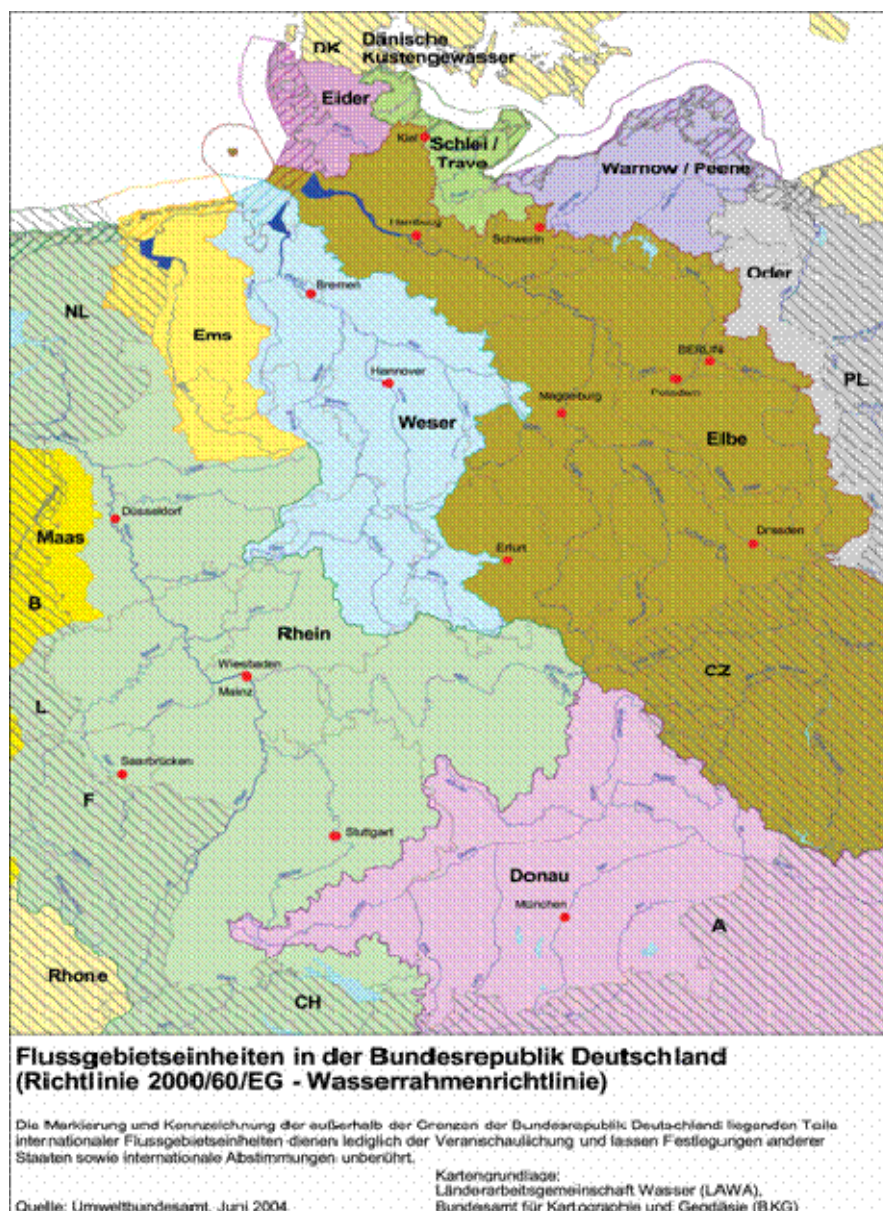 DK
Dänische
Küstengewässer
Eider
Kiel
Schlei /
Trave
Warnow / Peene
Hamburg
Schwerin
Oder
NL
Bremen
Ems
BERLIN
Hannover
Potsdam
PL
Magdeburg
Weser
Elbe
Düsseldorf
Maas
Dresden
Erfurt
B
Rhein
Wiesbaden
CZ
Mainz
L
Saarbrücken
F
Stuttgart
Donau
München
A
Rhone
CH
Flussgebietseinheiten in der Bundesrepublik Deutschland
(Richtlinie 2000/60/EG - Wasserrahmenrichtlinie)
Die Markierung und Kennzeichnung der außerhalb der Grenzen der Bundesrepublik Deutschland liegenden Teile
internationaler Flussgebietseinheiten dienen lediglich der Veranschaulichung und lassen Festlegungen anderer
Staaten sowie internationale Abstimmungen unberührt.
Kartengrundlage:
Länderarbeitsgemeinschaft Wasser (LAWA),
Quelle: Umweltbundesamt, Juni 2004
Bundesamt für Kartographie und Geodäsie (BKG)